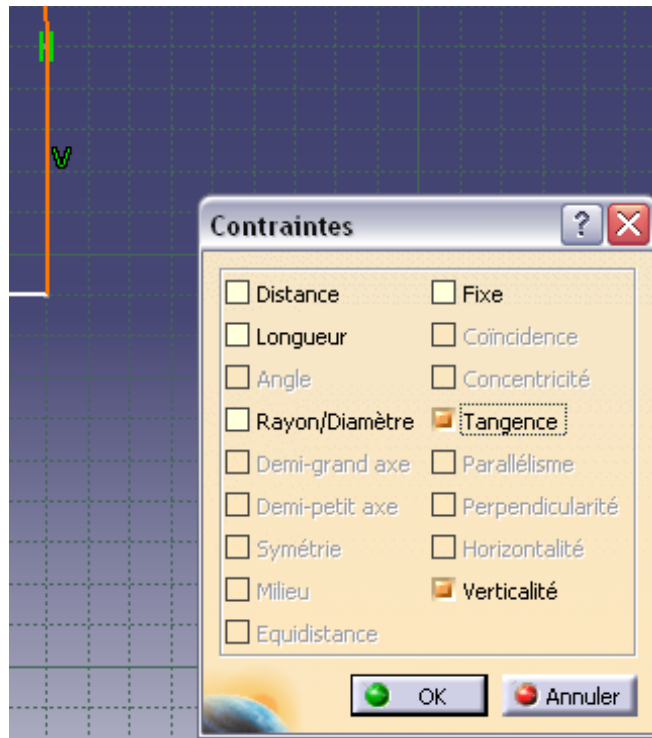 H
V
Contraintes ?
Distance Fixe
Longueur Coïncidence
Angle Concentricité
Rayon/Diamètre Tangence
Demi-grand axe Parallélisme
Demi-petit axe Perpendicularité
Symétrie Horizontalité
Milieu Verticalité
Equidistance
OK Annuler